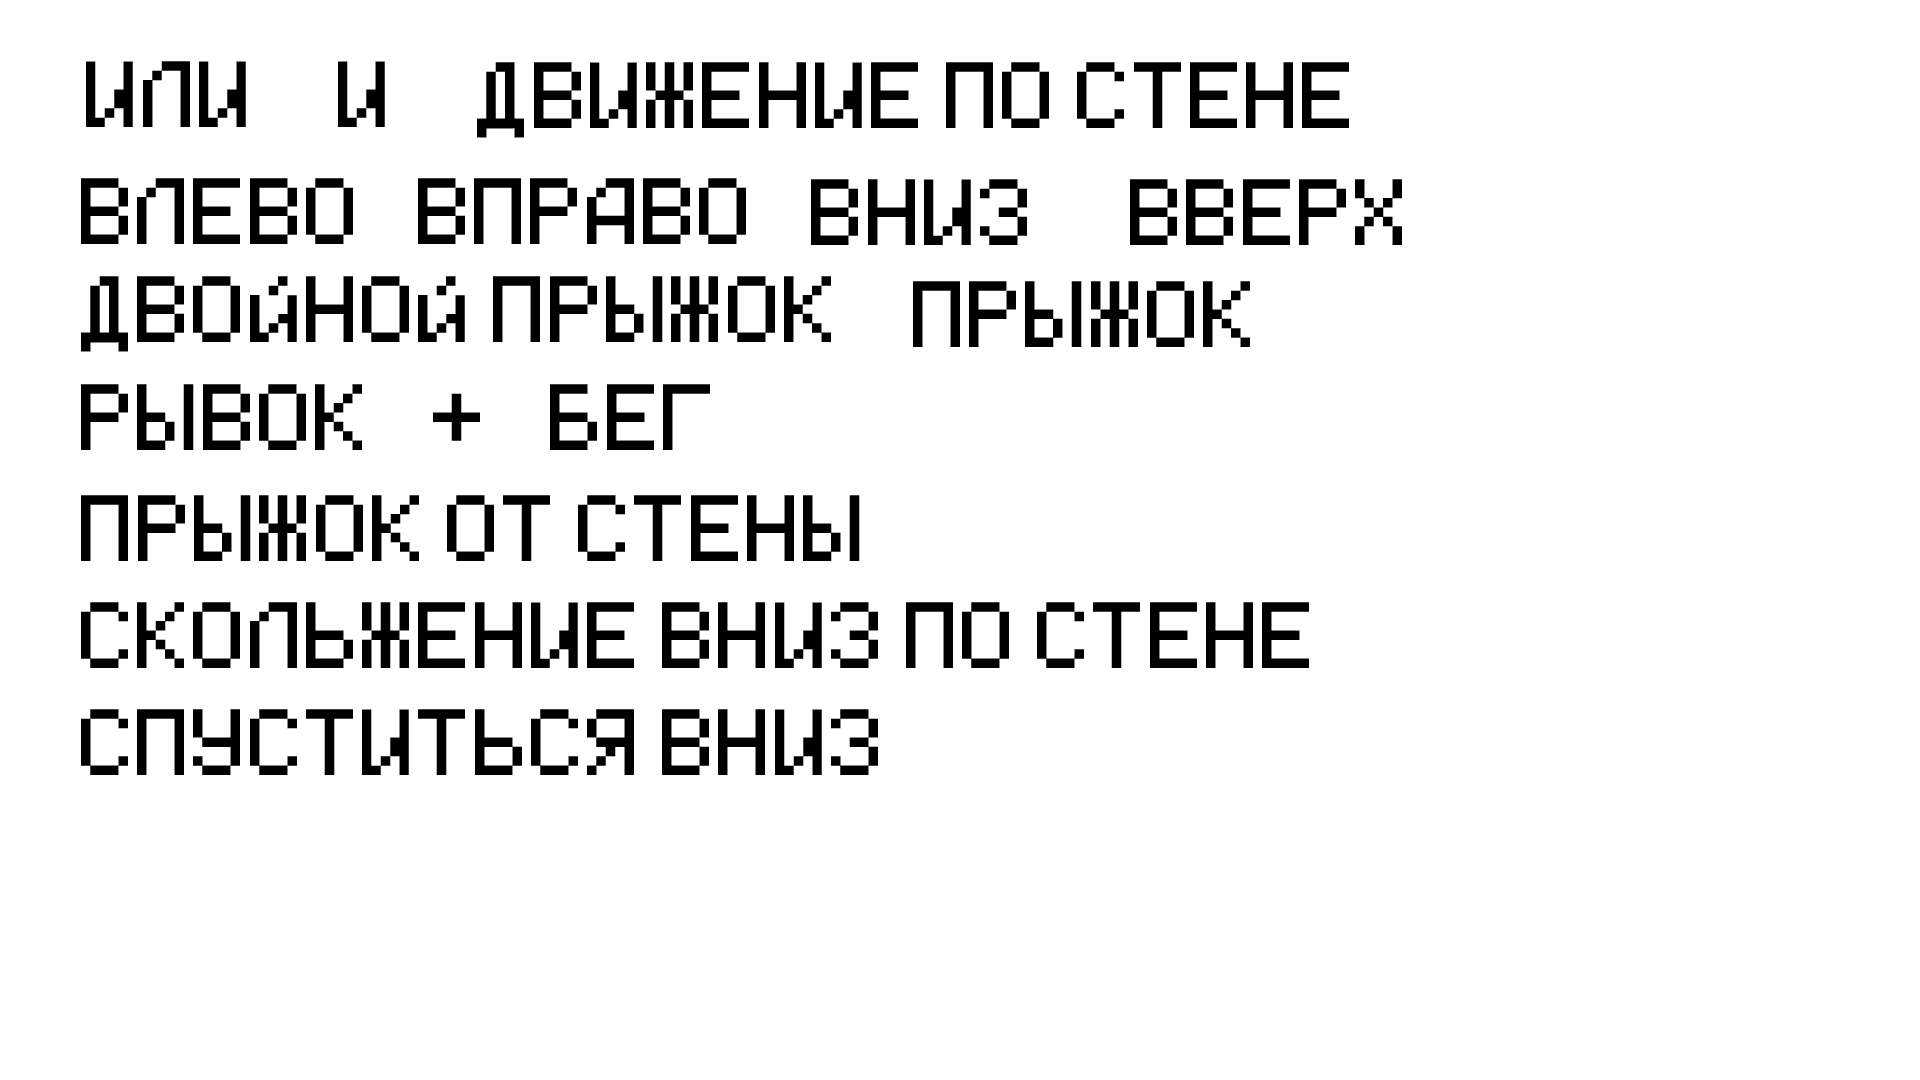 ИЛИ И ДВИЖЕНИЕ ПО СТЕНЕ
ВЛЕВО ВПРАВО ВНИЗ ВВЕРХ
ДВОЙНОЙ ПРЫЖОК ПРЫЖОК
РЫВОК + БЕГ
ПРЫЖОК ОТ СТЕНЫ
СКОЛЬЖЕНИЕ ВНИЗ ПО СТЕНЕ
СПУСТИТЬСЯ ВНИЗ